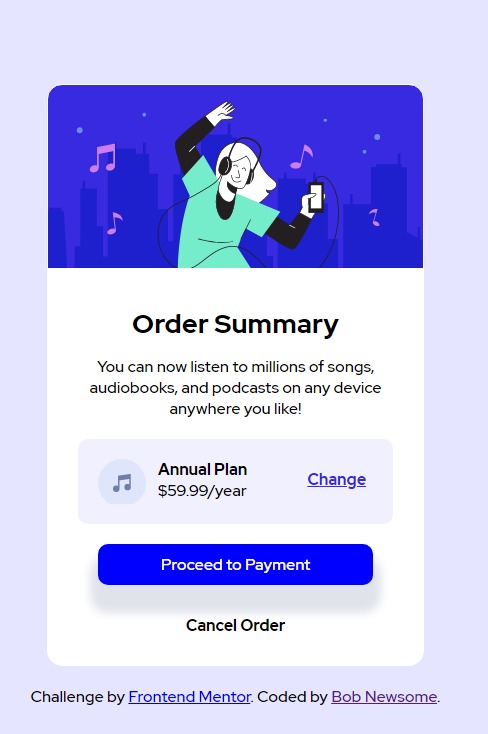 Order Summary
You can now listen to millions of songs,
audiobooks, and podcasts on any device
anywhere you like!
Annual Plan
$59.99/year
Change
Proceed to Payment
Cancel Order
Challenge by Frontend Mentor. Coded by Bob Newsome.